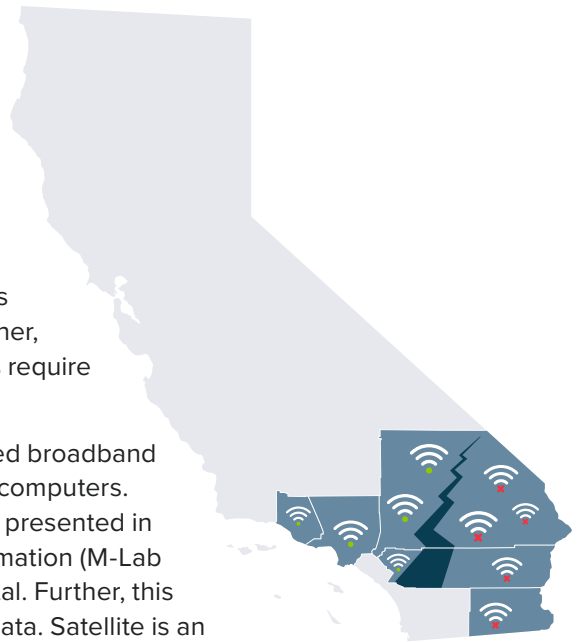 s
her,
require
ed broadband
computers.
presented in
mation (M-Lab
al. Further, this
ata. Satellite is an